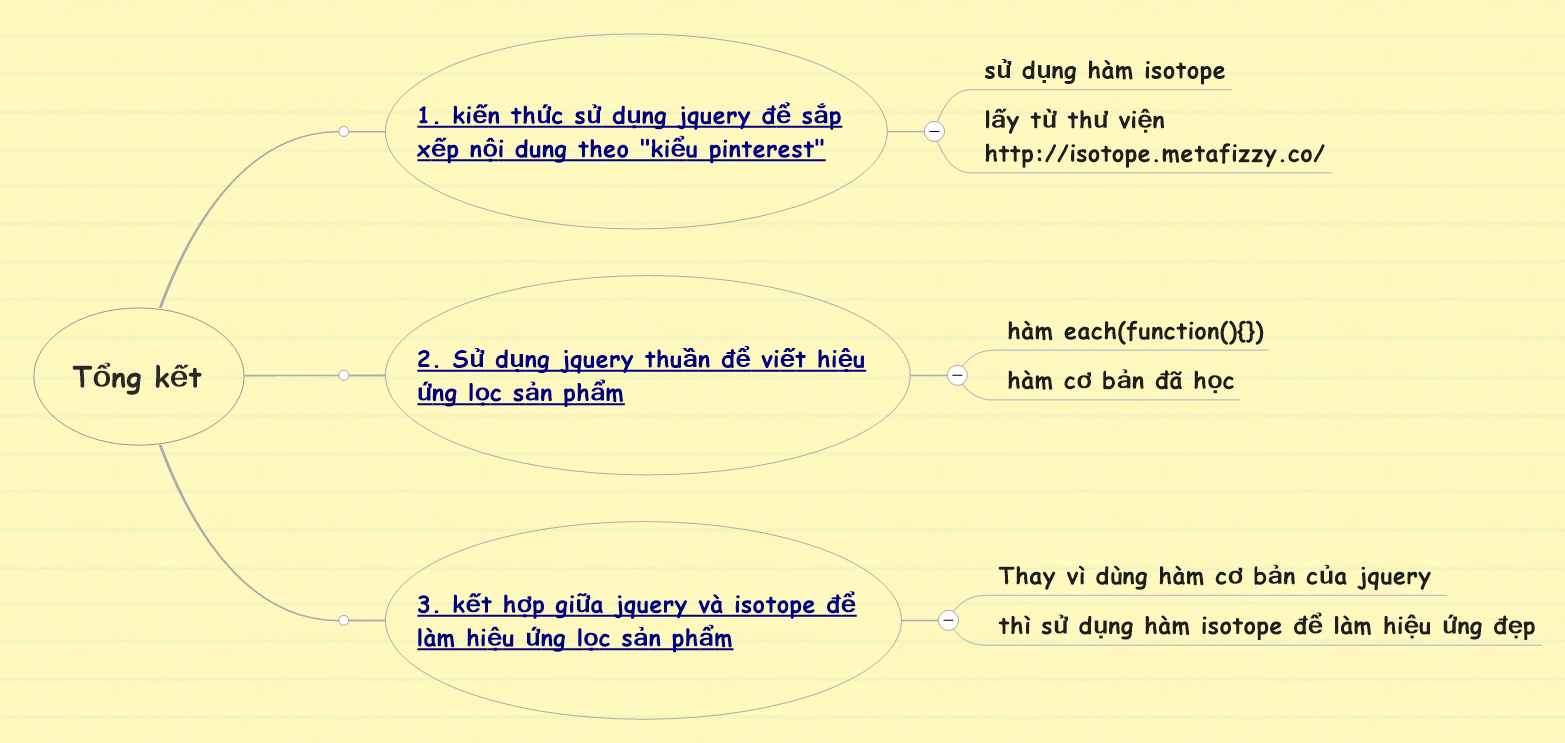 Tổng kết
1. kiến thức sử dụng jquery để sắp
xếp nội dung theo "kiểu pinterest"
sử dụng hàm isotope
lấy từ thư viện
http://isotope.metafizzy.co/
2. Sử dụng jquery thuần để viết hiệu
ứng lọc sản phẩm
hàm each(function(){})
hàm cơ bản đã học
3. kết hợp giữa jquery và isotope để
làm hiệu ứng lọc sản phẩm
Thay vì dùng hàm cơ bản của jquery
thì sử dụng hàm isotope để làm hiệu ứng đẹp